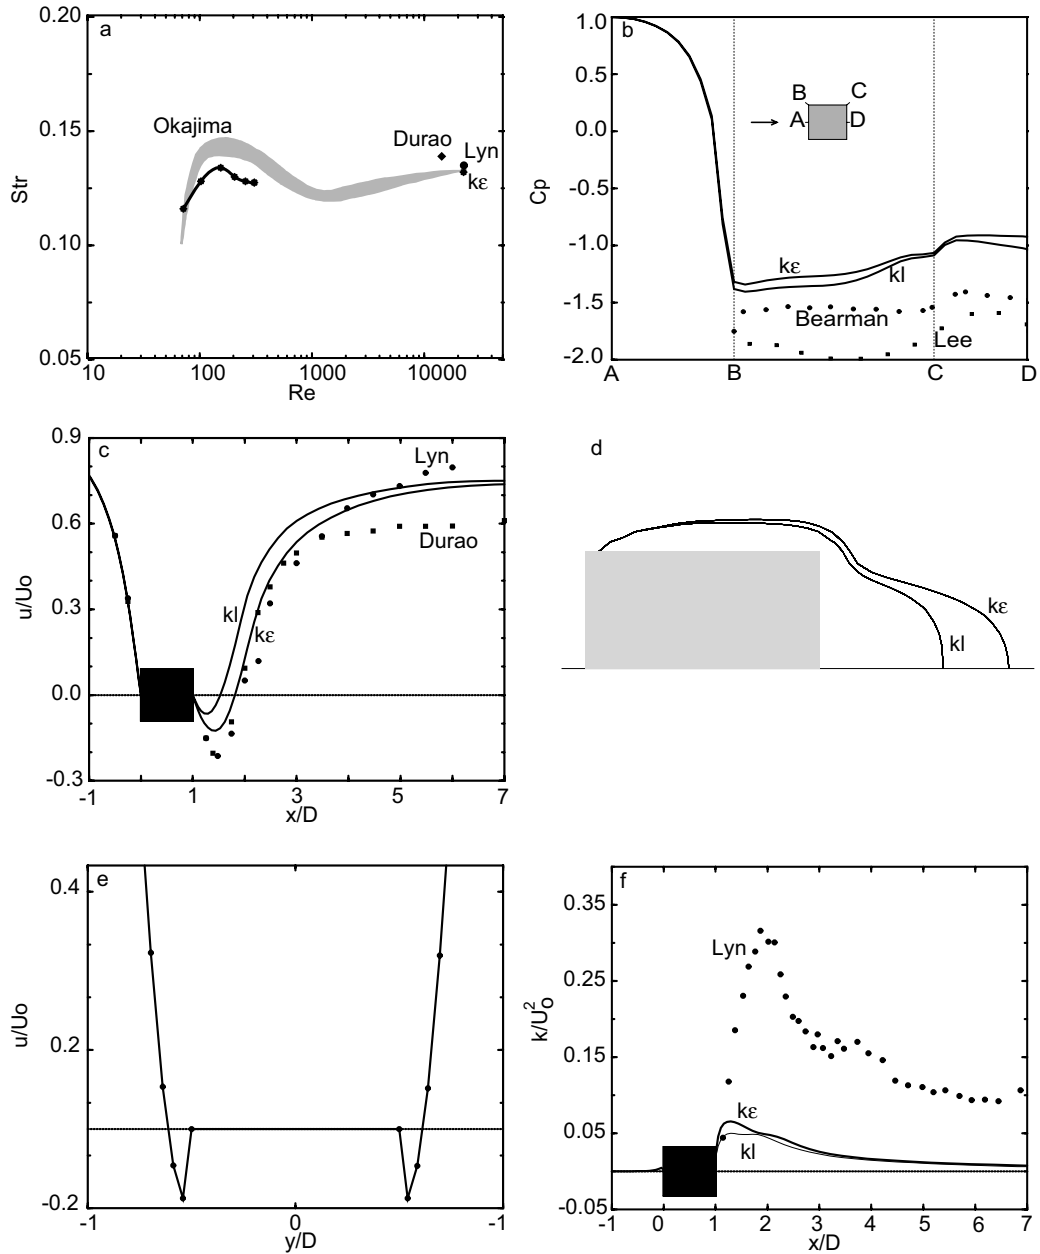 0.20
a
0.15
Okajima
Durao
Lyn
kε
Str
0.10
0.05
10
100
1000
10000
Re
1.0
b
0.5
0.0
-0.5
-1.0
-1.5
-2.0
Cp
B
C
A
D
kε
kl
Bearman
Lee
A
B
C
D
0.9
c
Lyn
0.6
Durao
u/Uo
0.3
kl
kε
0.0
-0.3
-1
1
3
5
7
x/D
d
kε
kl
0.4
e
u/Uo
0.2
-0.2
-1
0
-1
y/D
f
0.35
Lyn
0.25
k/U²o
0.15
kε
0.05
kl
-0.05
-1
0
1
2
3
4
5
6
7
x/D